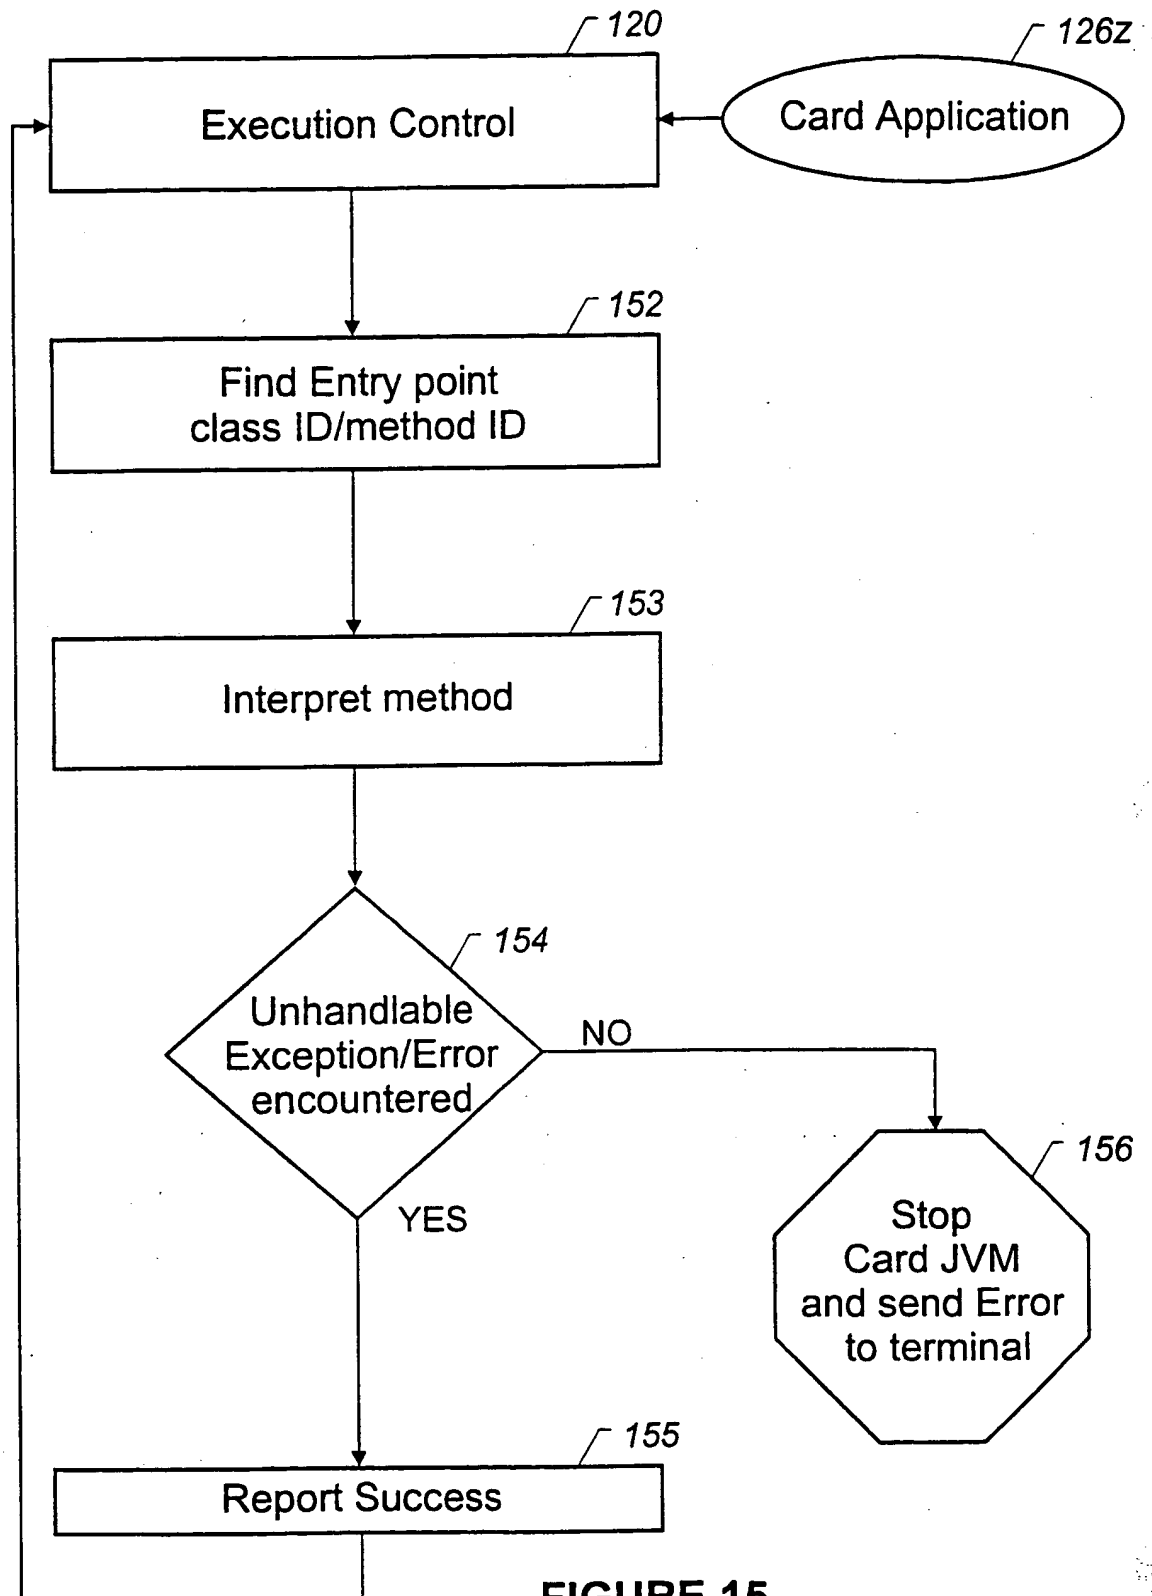 120
126z
Execution Control
Card Application
152
Find Entry point
class ID/method ID
153
Interpret method
154
Unhandlable
Exception/Error
encountered
NO
YES
156
Stop
Card JVM
and send Error
to terminal
155
Report Success
FIGURE 15